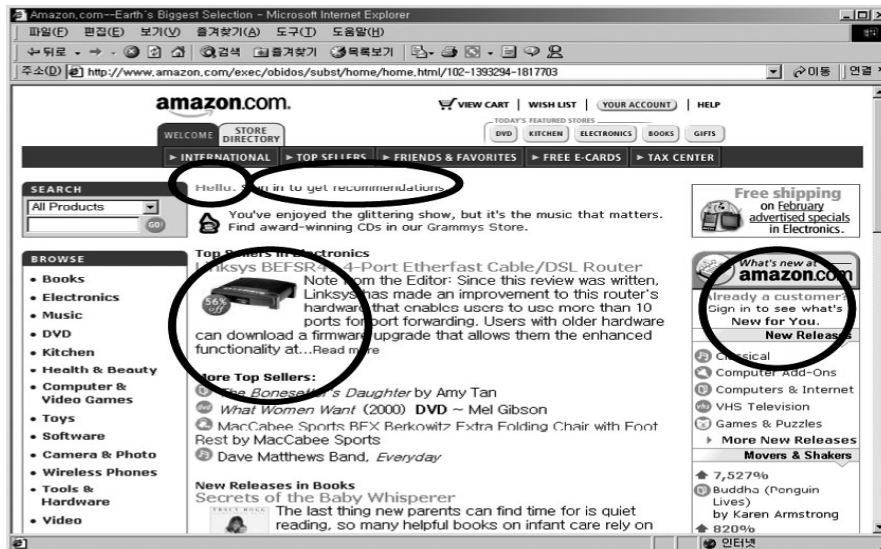 Amazon.com--Earth's Biggest Selection - Microsoft Internet Explorer
파일(F) 편집(E) 보기(V) 즐겨찾기(A) 도구(T) 도움말(H)
뒤로 검색 즐겨찾기 목록보기
주소(D) http://www.amazon.com/exec/obidos/subst/home/home.html/102-1393294-1817703 이동 연결
amazon.com.
VIEW CART | WISH LIST | YOUR ACCOUNT | HELP
WELCOME STORE DIRECTORY
TODAY'S FEATURED STORES
DVD KITCHEN ELECTRONICS BOOKS GIFTS
INTERNATIONAL TOP SELLERS FRIENDS & FAVORITES FREE E-CARDS TAX CENTER
SEARCH
All Products
GO!
BROWSE
• Books
• Electronics
• Music
• DVD
• Kitchen
• Health & Beauty
• Computer &
Video Games
• Toys
• Software
• Camera & Photo
• Wireless Phones
• Tools &
Hardware
• Video
Hello. Sign in to get recommendations
You've enjoyed the glittering show, but it's the music that matters.
Find award-winning CDs in our Grammys Store.
Top Sellers in Electronics
Linksys BEFSR41 4-Port Etherfast Cable/DSL Router
56% off
Note from the Editor: Since this review was written,
Linksys has made an improvement to this router's
hardware that enables users to use more than 10
ports for port forwarding. Users with older hardware
can download a firmware upgrade that allows them the enhanced
functionality at...Read more
More Top Sellers:
The Bonesetter's Daughter by Amy Tan
What Women Want (2000) DVD ~ Mel Gibson
MacCabee Sports BFX Berkowitz Extra Folding Chair with Foot
Rest by MacCabee Sports
Dave Matthews Band, Everyday
New Releases in Books
Secrets of the Baby Whisperer
TRACY HOGG
The last thing new parents can find time for is quiet
reading, so many helpful books on infant care rely on
Free shipping
on February
advertised specials
in Electronics.
What's new at
amazon.com
Already a customer?
Sign in to see what's
New for You.
New Releases
Classical
Computer Add-Ons
Computers & Internet
VHS Television
Games & Puzzles
More New Releases
Movers & Shakers
7,527%
Buddha (Penguin
Lives)
by Karen Armstrong
820%
인터넷